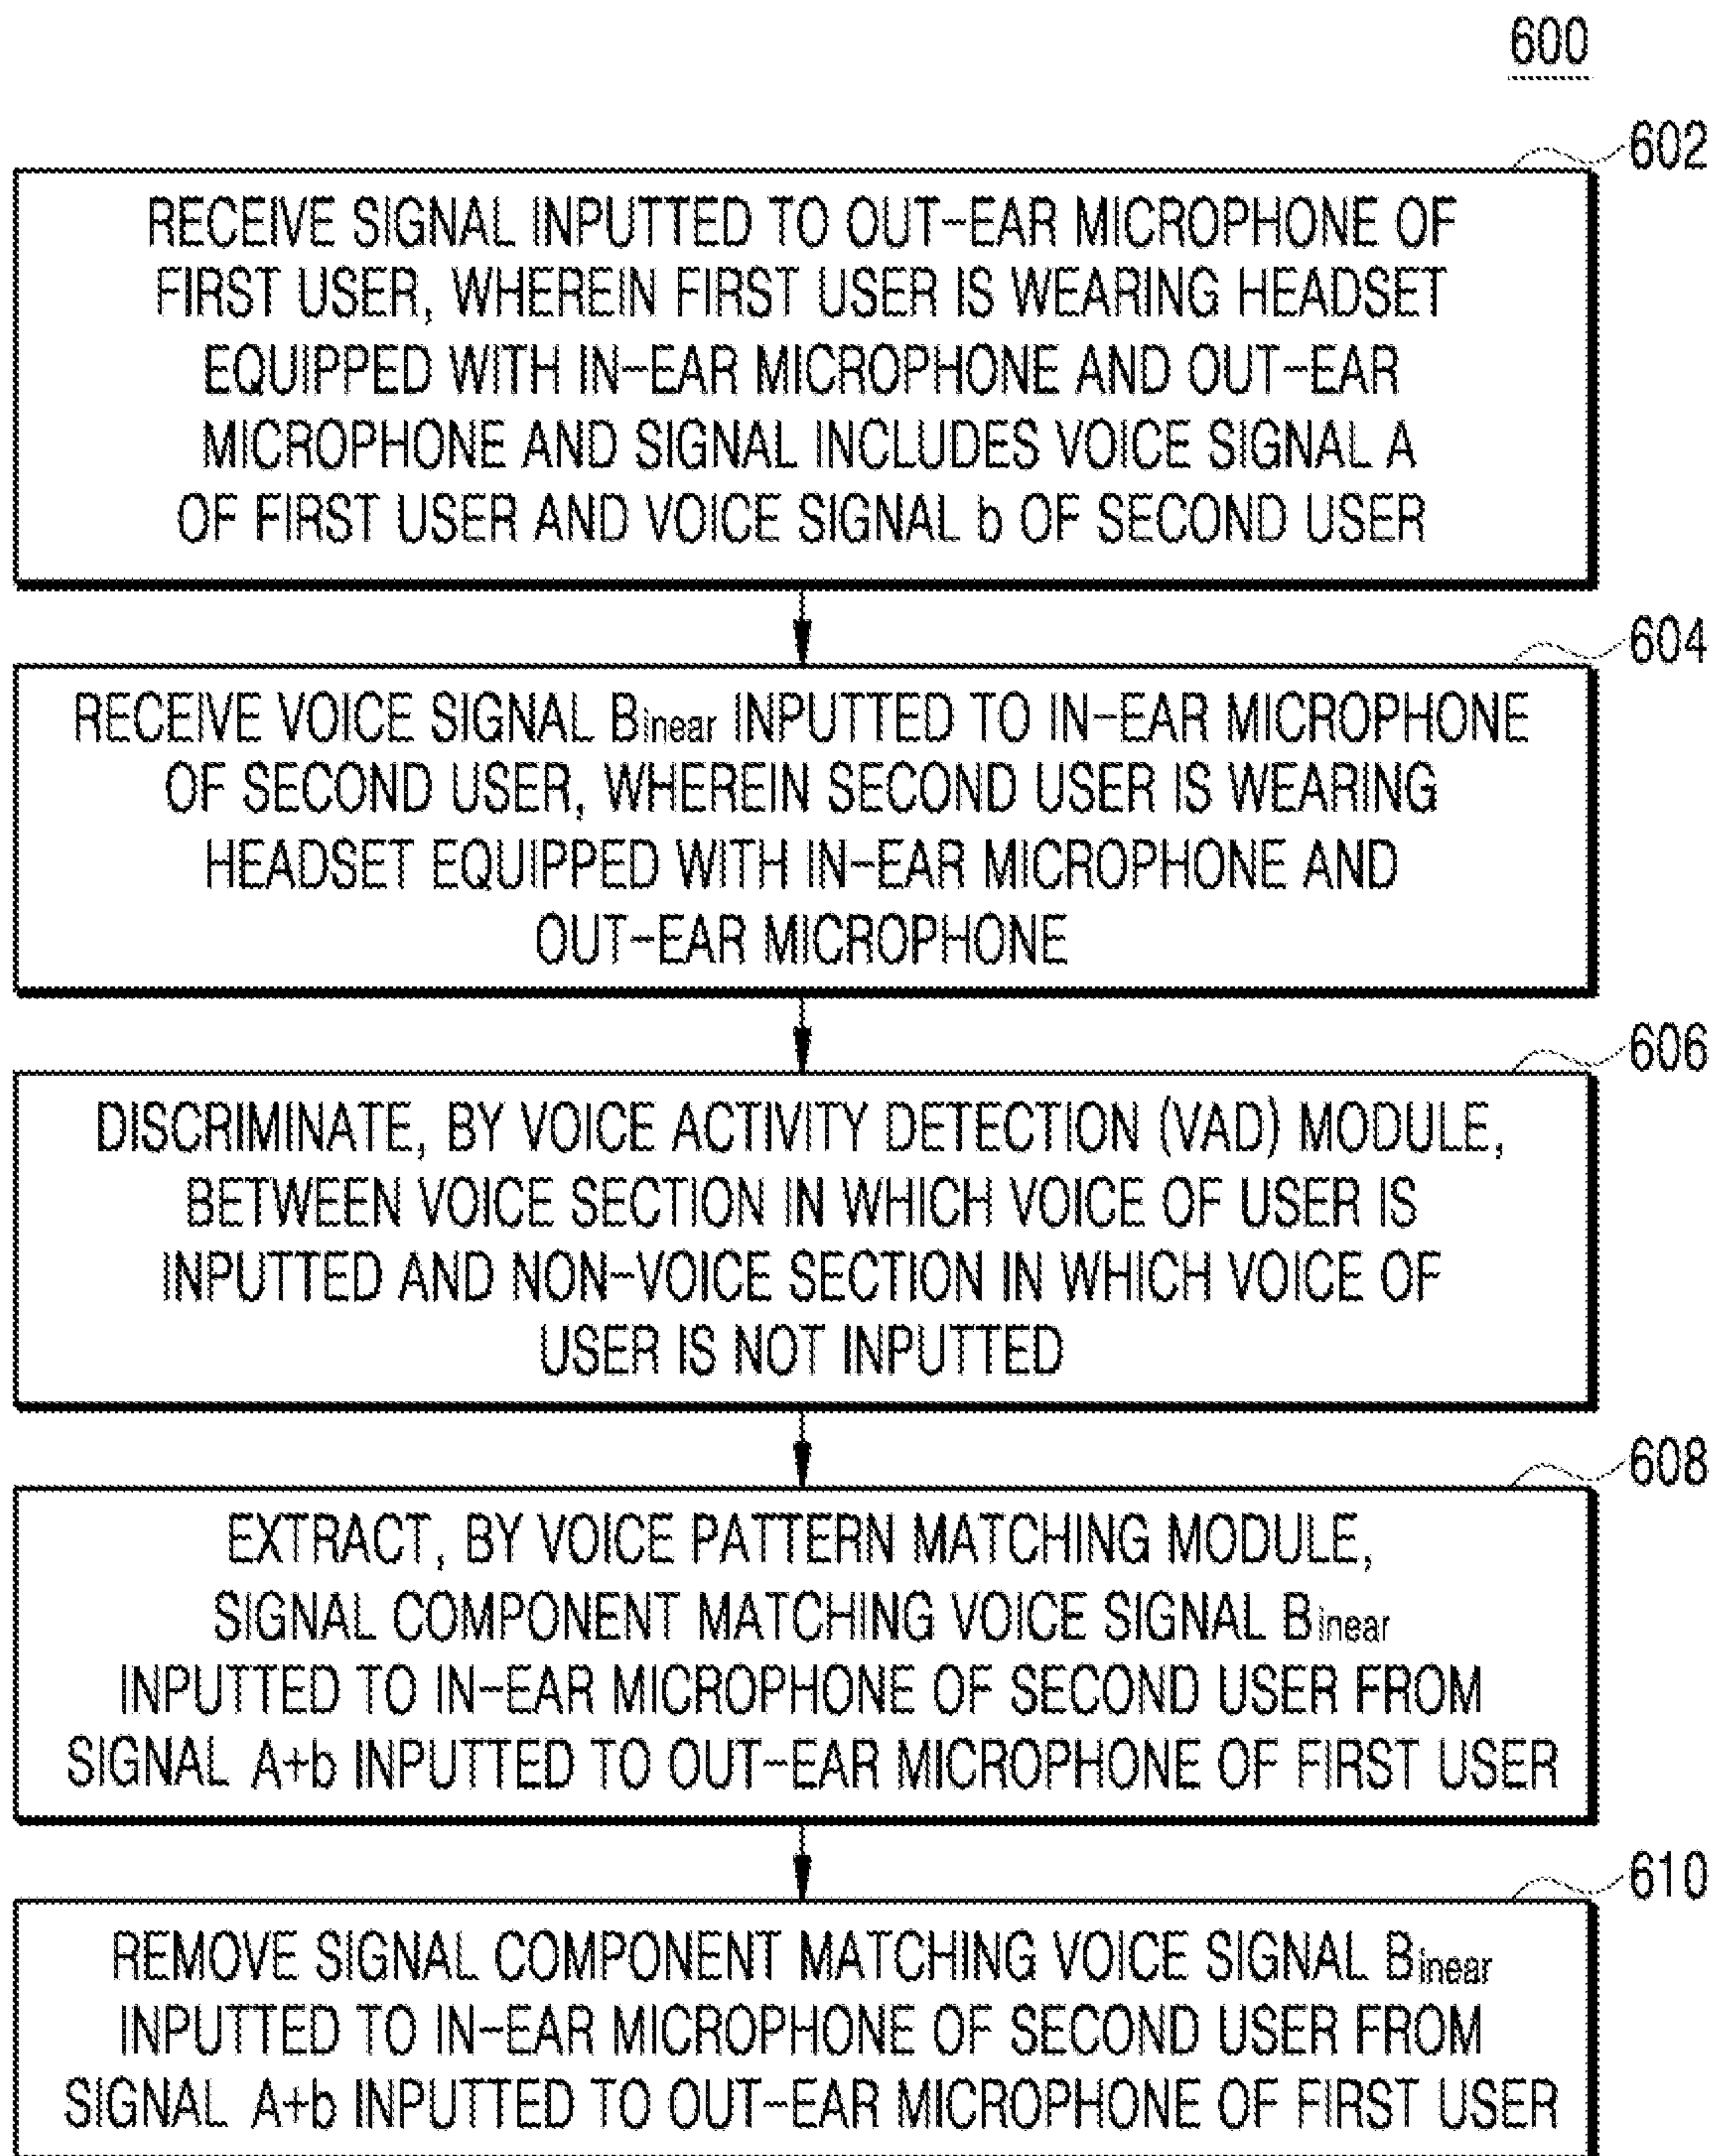 600
602
RECEIVE SIGNAL INPUTTED TO OUT-EAR MICROPHONE OF
FIRST USER, WHEREIN FIRST USER IS WEARING HEADSET
EQUIPPED WITH IN-EAR MICROPHONE AND OUT-EAR
MICROPHONE AND SIGNAL INCLUDES VOICE SIGNAL A
OF FIRST USER AND VOICE SIGNAL b OF SECOND USER
604
RECEIVE VOICE SIGNAL Binear INPUTTED TO IN-EAR MICROPHONE
OF SECOND USER, WHEREIN SECOND USER IS WEARING
HEADSET EQUIPPED WITH IN-EAR MICROPHONE AND
OUT-EAR MICROPHONE
606
DISCRIMINATE, BY VOICE ACTIVITY DETECTION (VAD) MODULE,
BETWEEN VOICE SECTION IN WHICH VOICE OF USER IS
INPUTTED AND NON-VOICE SECTION IN WHICH VOICE OF
USER IS NOT INPUTTED
608
EXTRACT, BY VOICE PATTERN MATCHING MODULE,
SIGNAL COMPONENT MATCHING VOICE SIGNAL Binear
INPUTTED TO IN-EAR MICROPHONE OF SECOND USER FROM
SIGNAL A+b INPUTTED TO OUT-EAR MICROPHONE OF FIRST USER
610
REMOVE SIGNAL COMPONENT MATCHING VOICE SIGNAL Binear
INPUTTED TO IN-EAR MICROPHONE OF SECOND USER FROM
SIGNAL A+b INPUTTED TO OUT-EAR MICROPHONE OF FIRST USER